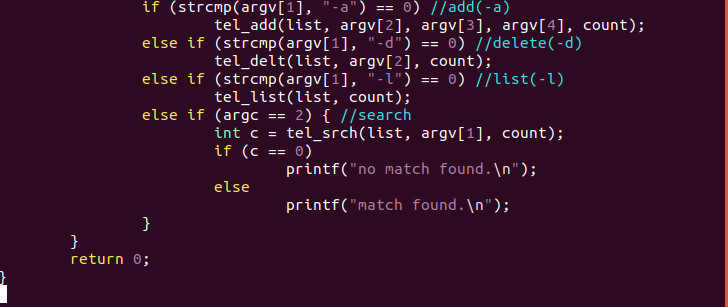 if (strcmp(argv[1], "-a") == 0) //add(-a)
tel_add(list, argv[2], argv[3], argv[4], count);
else if (strcmp(argv[1], "-d") == 0) //delete(-d)
tel_delt(list, argv[2], count);
else if (strcmp(argv[1], "-l") == 0) //list(-l)
tel_list(list, count);
else if (argc == 2) { //search
int c = tel_srch(list, argv[1], count);
if (c == 0)
printf("no match found.\n");
else
printf("match found.\n");
}
}
return 0;
}